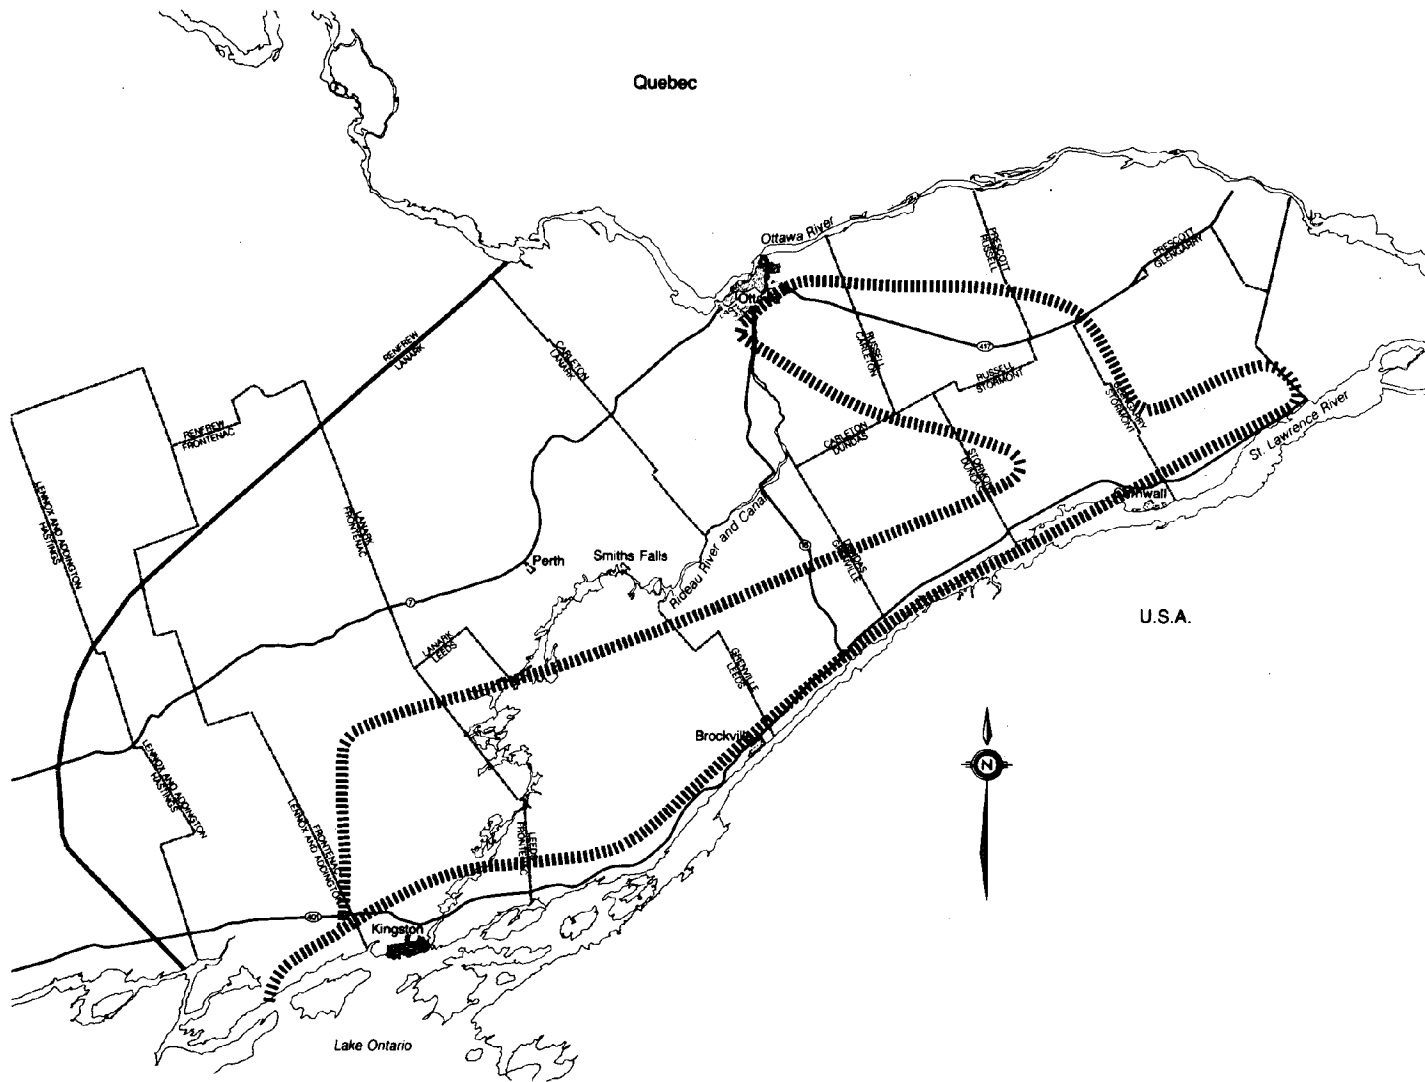 Quebec
Ottawa River
PRESCOTT
RUSSELL
PRESCOTT
GLENGARRY
RENFREW
LANARK
CARLETON
LANARK
RUSSELL
CARLETON
417
RUSSELL
STORMONT
GLENGARRY
STORMONT
St. Lawrence River
RENFREW
FRONTENAC
CARLETON
DUNDAS
STORMONT
DUNDAS
LENNOX AND ADDINGTON
HASTINGS
LANARK
FRONTENAC
Rideau River and Canal
Perth
Smiths Falls
7
DUNDAS
GRENVILLE
U.S.A.
LANARK
LEEDS
GRENVILLE
LEEDS
Brockville
N
LENNOX AND ADDINGTON
HASTINGS
FRONTENAC
LENNOX AND ADDINGTON
LEEDS
FRONTENAC
401
Kingston
Lake Ontario